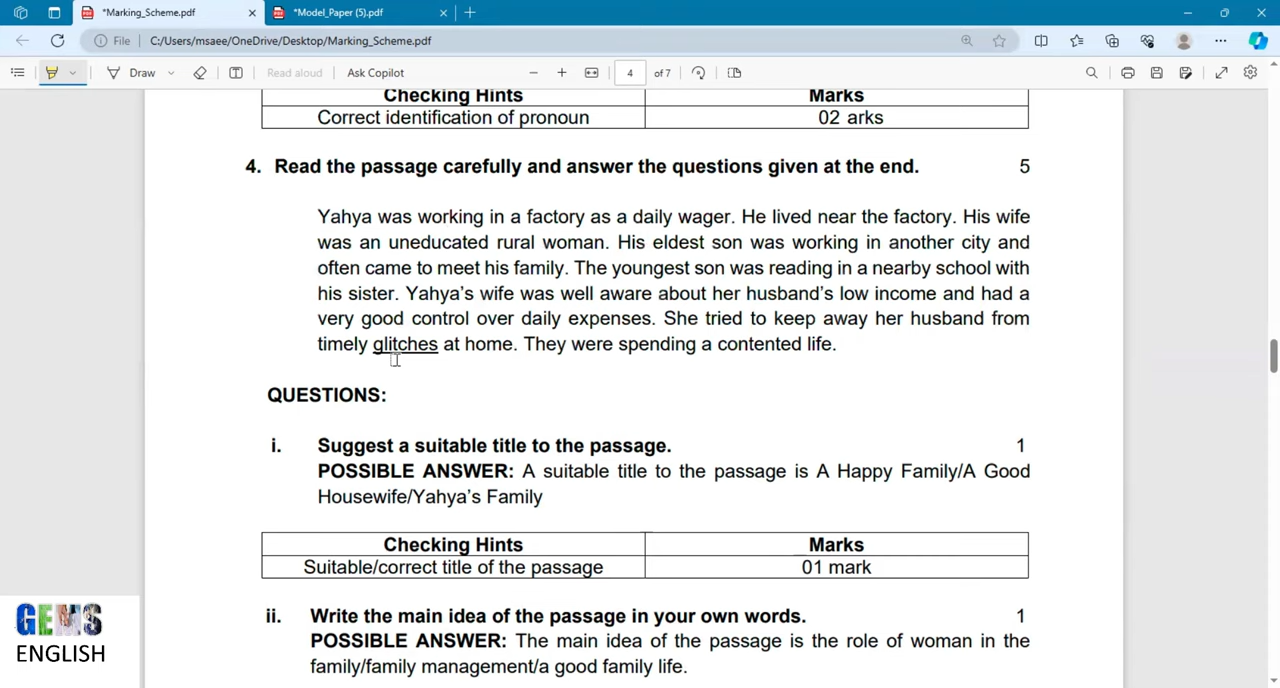 *Marking_Scheme.pdf
*Model_Paper (5).pdf
File C:/Users/msaee/OneDrive/Desktop/Marking_Scheme.pdf
Draw
Read aloud
Ask Copilot
4 of 7
Checking Hints Marks
Correct identification of pronoun 02 arks
4. Read the passage carefully and answer the questions given at the end. 5
Yahya was working in a factory as a daily wager. He lived near the factory. His wife
was an uneducated rural woman. His eldest son was working in another city and
often came to meet his family. The youngest son was reading in a nearby school with
his sister. Yahya's wife was well aware about her husband's low income and had a
very good control over daily expenses. She tried to keep away her husband from
timely glitches at home. They were spending a contented life.
QUESTIONS:
i. Suggest a suitable title to the passage. 1
POSSIBLE ANSWER: A suitable title to the passage is A Happy Family/A Good
Housewife/Yahya's Family
Checking Hints Marks
Suitable/correct title of the passage 01 mark
ii. Write the main idea of the passage in your own words. 1
POSSIBLE ANSWER: The main idea of the passage is the role of woman in the
family/family management/a good family life.
GEMS
ENGLISH